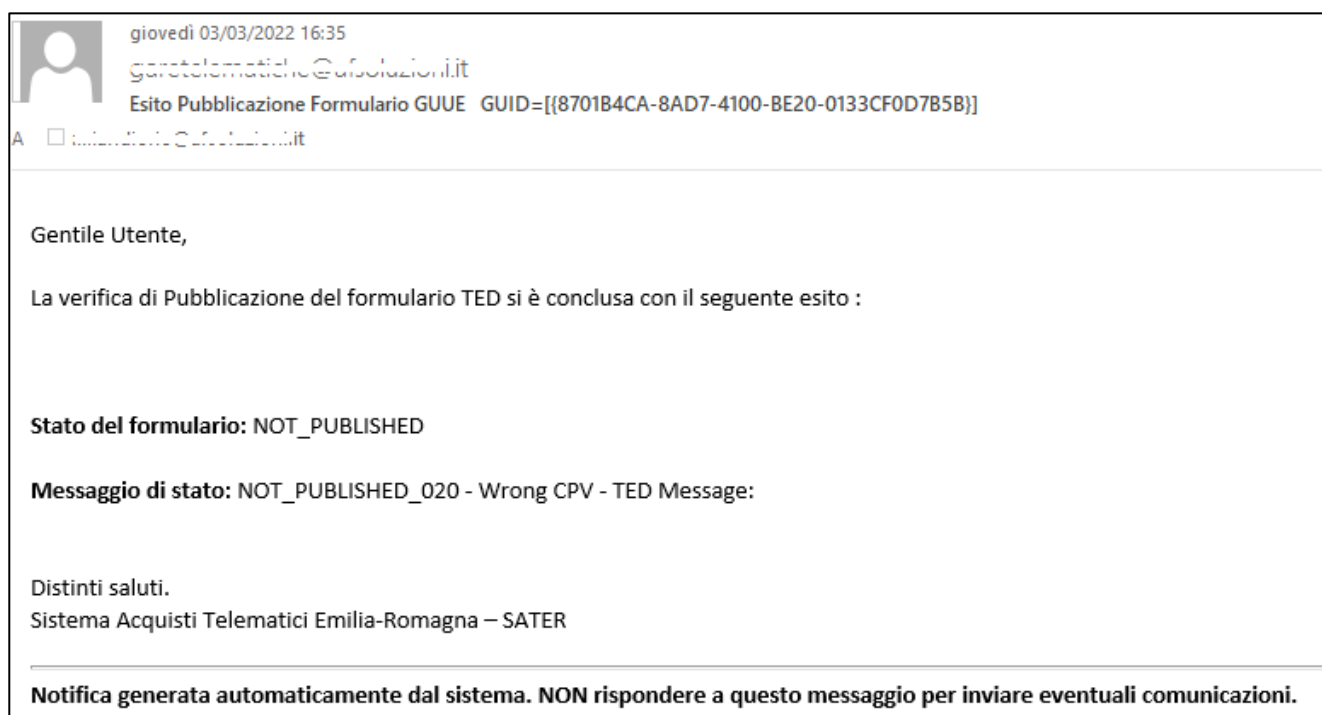 giovedì 03/03/2022 16:35
Esito Pubblicazione Formulario GUUE GUID=[{8701B4CA-8AD7-4100-BE20-0133CF0D7B5B}]
A
Gentile Utente,
La verifica di Pubblicazione del formulario TED si è conclusa con il seguente esito :
Stato del formulario: NOT_PUBLISHED
Messaggio di stato: NOT_PUBLISHED_020 - Wrong CPV - TED Message:
Distinti saluti.
Sistema Acquisti Telematici Emilia-Romagna – SATER
Notifica generata automaticamente dal sistema. NON rispondere a questo messaggio per inviare eventuali comunicazioni.